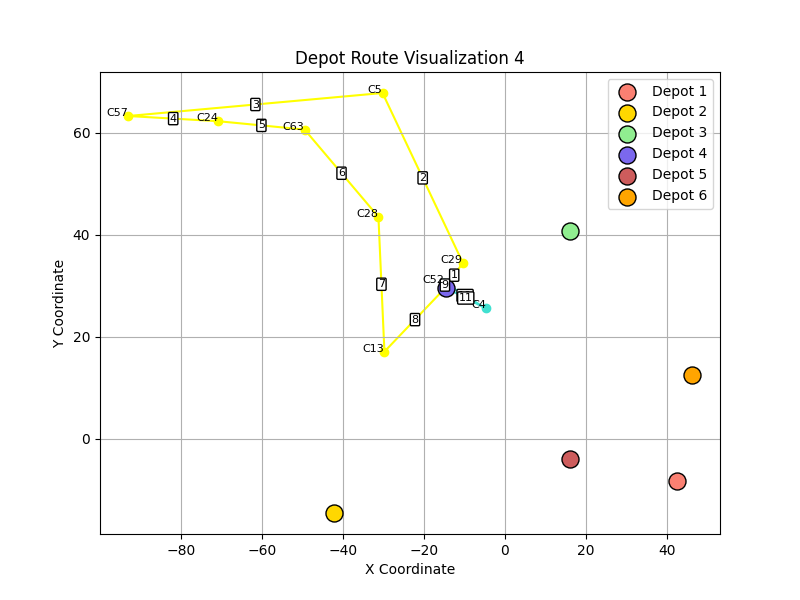 Depot Route Visualization 4
C5
Depot 1
Depot 2
Depot 3
Depot 4
Depot 5
Depot 6
C57
3
4
C24
5
C63
60
6
2
C28
40
C29
1
C52
9
7
11
C4
8
20
C13
0
Y Coordinate
−80
−60
−40
−20
0
20
40
X Coordinate